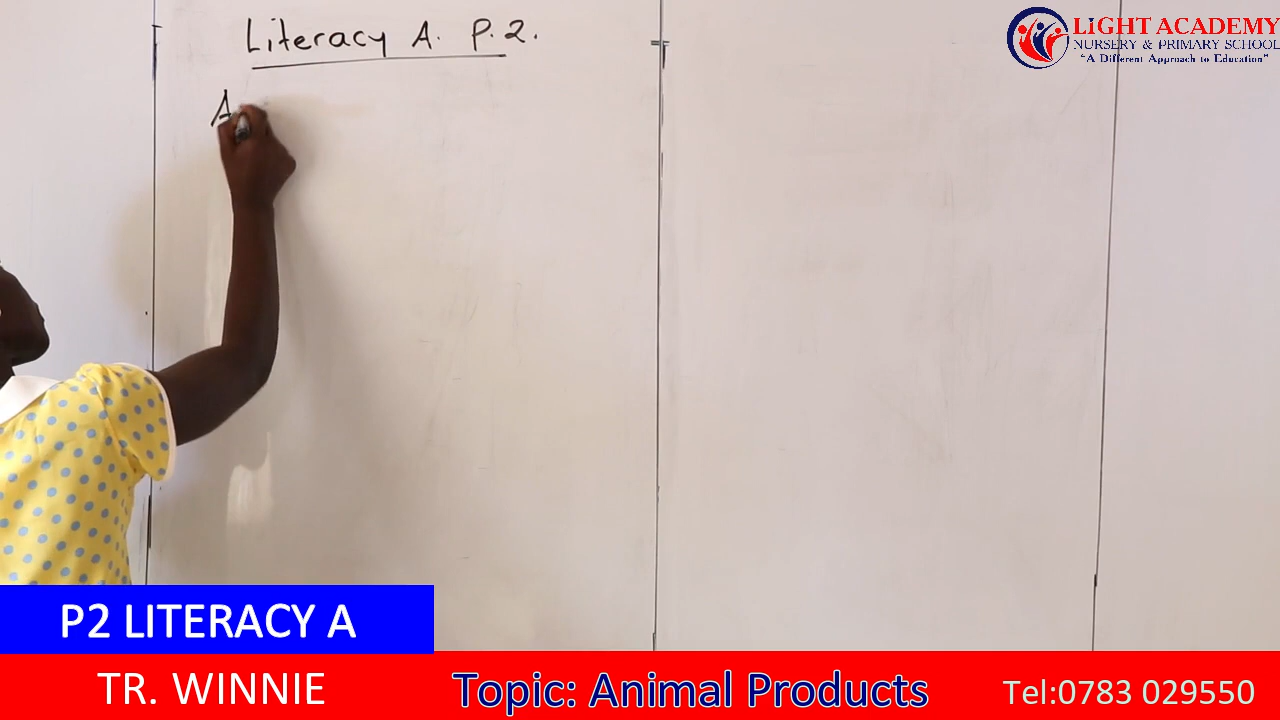 Literacy A. P.2.
A
LiGHT ACADEMY
NURSERY & PRIMARY SCHOOL
"A Different Approach to Education"
P2 LITERACY A
TR. WINNIE
Topic: Animal Products
Tel:0783 029550